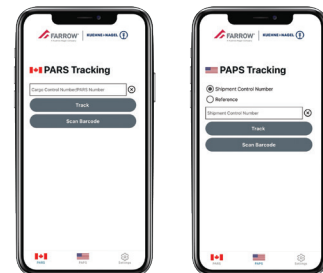 FARROW KUEHNE+NAGEL
PARS Tracking
Cargo Control Number/PARS Number
Track
Scan Barcode
PARS PAPS Settings
FARROW KUEHNE+NAGEL
PAPS Tracking
Shipment Control Number
Reference
Shipment Control Number
Track
Scan Barcode
PARS PAPS Settings